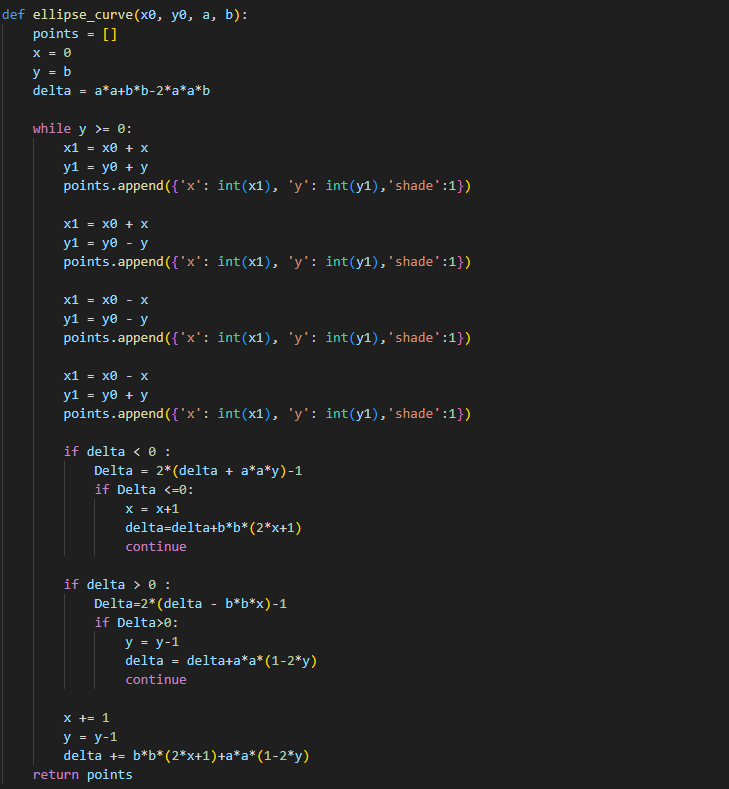 def ellipse_curve(x0, y0, a, b):
    points = []
    x = 0
    y = b
    delta = a*a+b*b-2*a*a*b

    while y >= 0:
        x1 = x0 + x
        y1 = y0 + y
        points.append({'x': int(x1), 'y': int(y1),'shade':1})

        x1 = x0 + x
        y1 = y0 - y
        points.append({'x': int(x1), 'y': int(y1),'shade':1})

        x1 = x0 - x
        y1 = y0 - y
        points.append({'x': int(x1), 'y': int(y1),'shade':1})

        x1 = x0 - x
        y1 = y0 + y
        points.append({'x': int(x1), 'y': int(y1),'shade':1})

        if delta < 0 :
            Delta = 2*(delta + a*a*y)-1
            if Delta <=0:
                x = x+1
                delta=delta+b*b*(2*x+1)
                continue

        if delta > 0 :
            Delta=2*(delta - b*b*x)-1
            if Delta>0:
                y = y-1
                delta = delta+a*a*(1-2*y)
                continue

        x += 1
        y = y-1
        delta += b*b*(2*x+1)+a*a*(1-2*y)
    return points